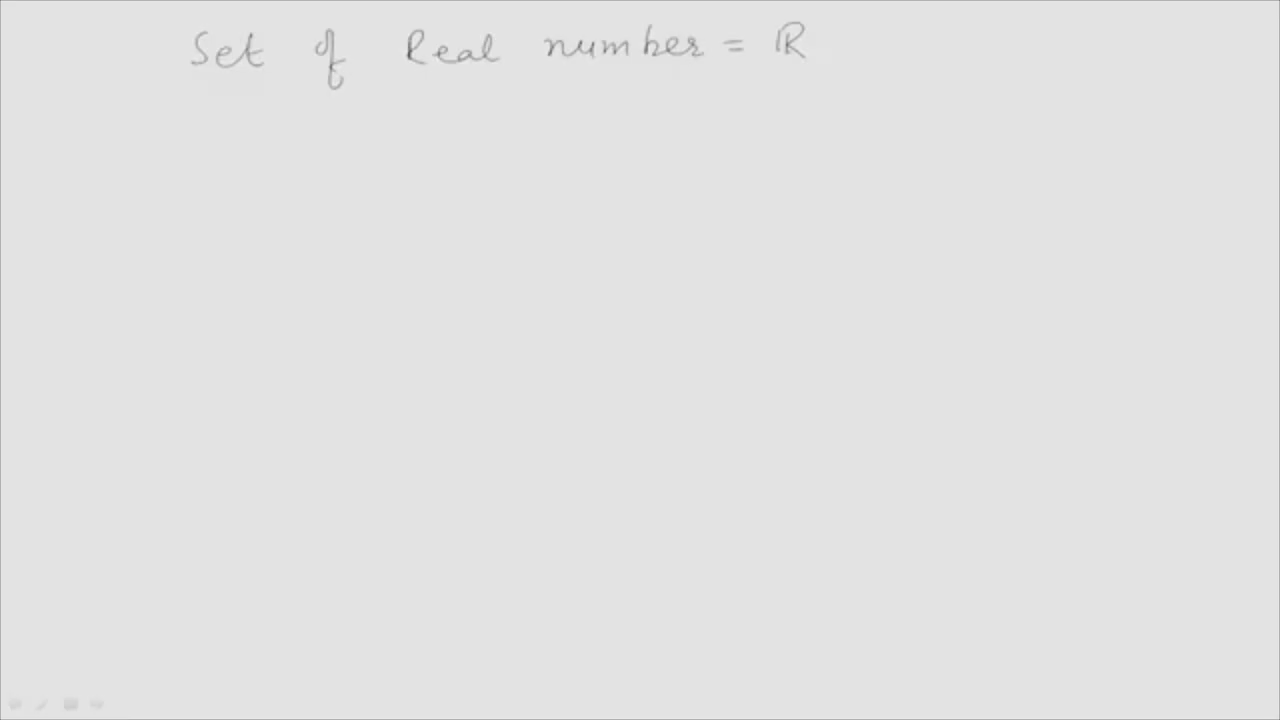 Set of Real number = ℝ